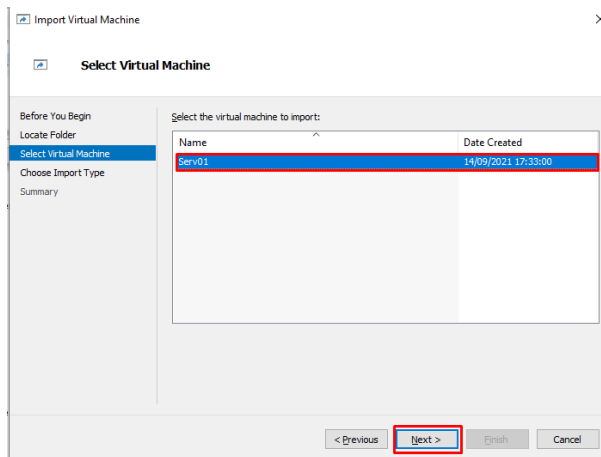 Import Virtual Machine
Select Virtual Machine
Before You Begin
Locate Folder
Select Virtual Machine
Choose Import Type
Summary
Select the virtual machine to import:
Name Date Created
Serv01 14/09/2021 17:33:00
< Previous Next > Finish Cancel